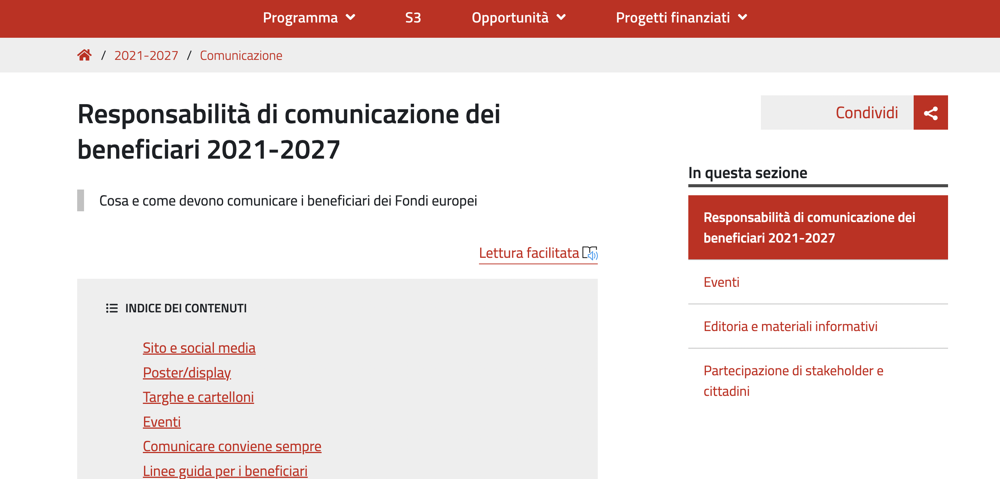 Programma S3 Opportunità Progetti finanziati
/ 2021-2027 / Comunicazione
Responsabilità di comunicazione dei
beneficiari 2021-2027
Cosa e come devono comunicare i beneficiari dei Fondi europei
Lettura facilitata
INDICE DEI CONTENUTI
Sito e social media
Poster/display
Targhe e cartelloni
Eventi
Comunicare conviene sempre
Linee guida per i beneficiari
Condividi
In questa sezione
Responsabilità di comunicazione dei
beneficiari 2021-2027
Eventi
Editoria e materiali informativi
Partecipazione di stakeholder e
cittadini